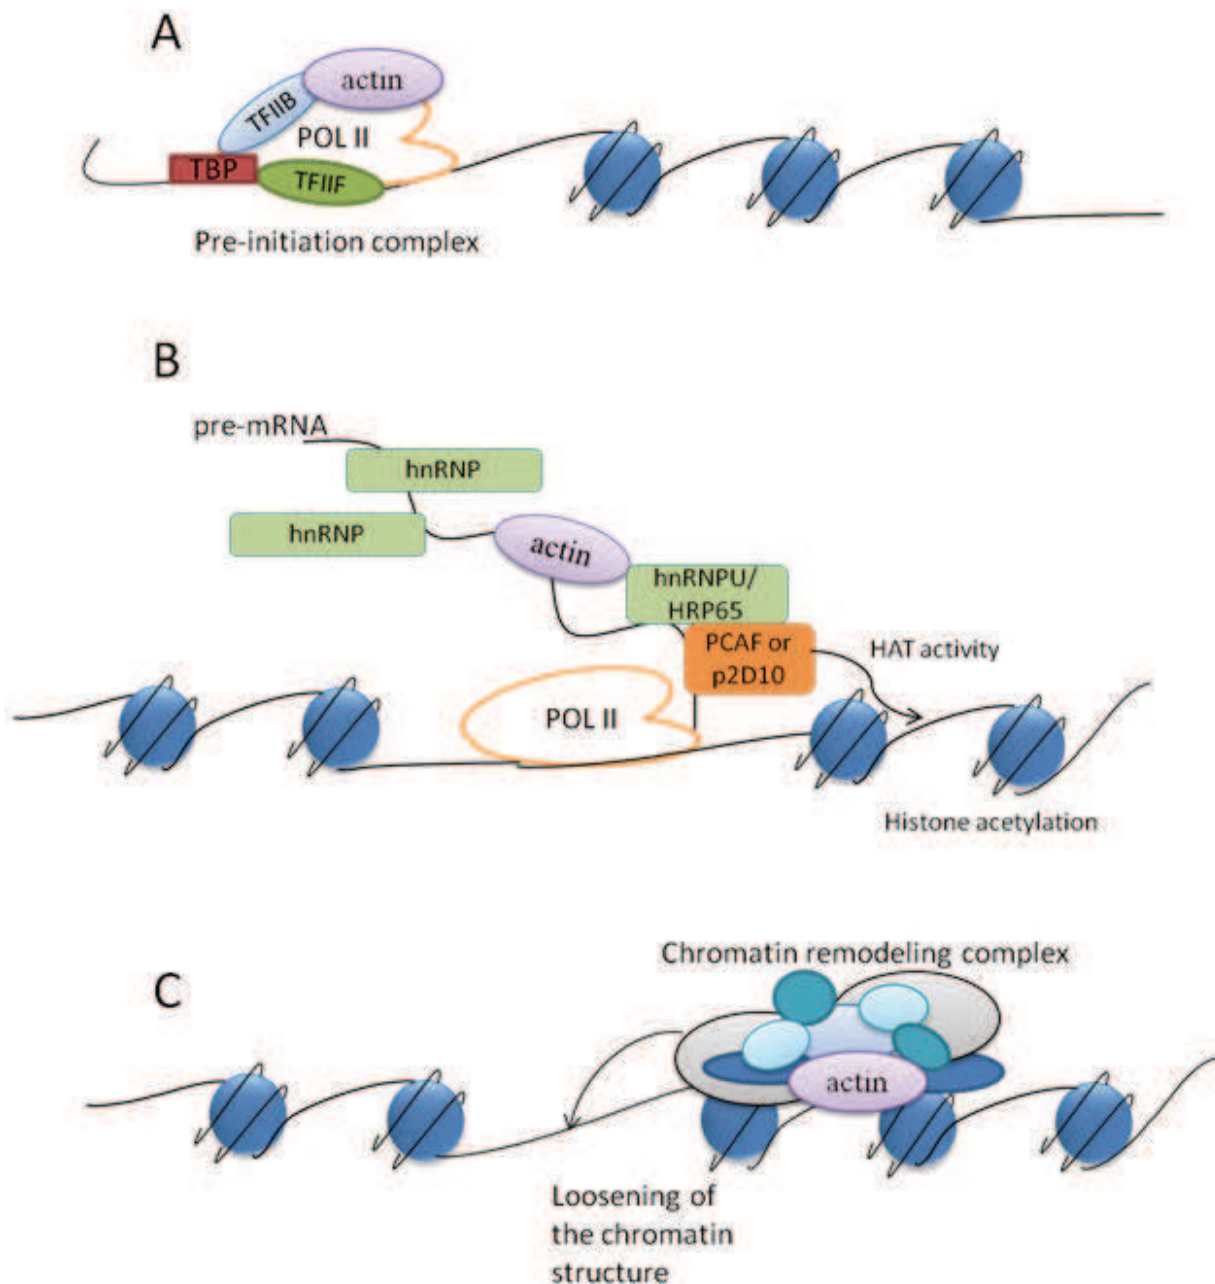 A
actin
TFIIB
POL II
TBP
TFIIF
Pre-initiation complex
B
pre-mRNA
hnRNP
hnRNP
actin
hnRNPU/
HRP65
PCAF or
p2D10
HAT activity
POL II
Histone acetylation
Chromatin remodeling complex
C
actin
Loosening of
the chromatin
structure